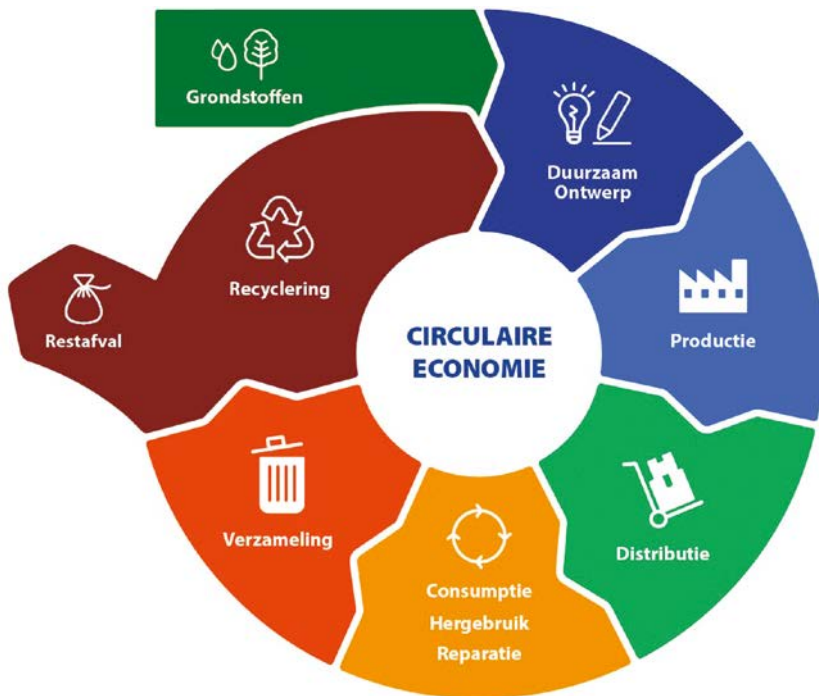 Grondstoffen
Duurzaam
Ontwerp
Productie
Distributie
Consumptie
Hergebruik
Reparatie
Verzameling
Recyclering
Restafval
CIRCULAIRE
ECONOMIE